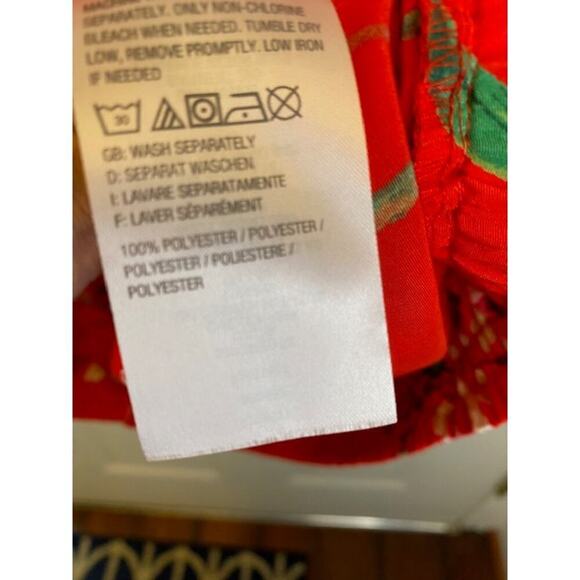 SEPARATELY. ONLY NON-CHLORINE
BLEACH WHEN NEEDED. TUMBLE DRY
LOW, REMOVE PROMPTLY. LOW IRON
IF NEEDED
30
GB: WASH SEPARATELY
D: SEPARAT WASCHEN
I: LAVARE SEPARATAMENTE
F: LAVER SÉPARÉMENT
100% POLYESTER / POLYESTER /
POLYESTER / POLIESTERE /
POLYESTER